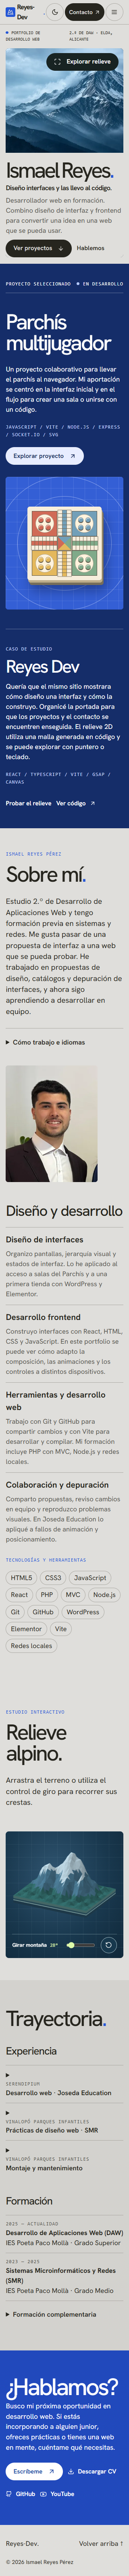 Reyes-
Dev
Contacto ↗
PORTFOLIO DE
DESARROLLO WEB
2.º DE DAW · ELDA,
ALICANTE
Explorar relieve
Ismael Reyes.
Diseño interfaces y las llevo al código.
Desarrollador web en formación.
Combino diseño de interfaz y frontend
para convertir una idea en una web
que se pueda usar.
Ver proyectos ↓
Hablemos
PROYECTO SELECCIONADO
EN DESARROLLO
Parchís
multijugador
Un proyecto colaborativo para llevar
el parchís al navegador. Mi aportación
se centró en la interfaz inicial y en el
flujo para crear una sala o unirse con
un código.
JAVASCRIPT / VITE / NODE.JS / EXPRESS
/ SOCKET.IO / SVG
Explorar proyecto ↗
CASO DE ESTUDIO
Reyes Dev
Quería que el mismo sitio mostrara
cómo diseño una interfaz y cómo la
construyo. Organicé la portada para
que los proyectos y el contacto se
encuentren enseguida. El relieve 2D
utiliza una malla generada en código y
se puede explorar con puntero o
teclado.
REACT / TYPESCRIPT / VITE / GSAP /
CANVAS
Probar el relieve
Ver código ↗
ISMAEL REYES PÉREZ
Sobre mí.
Estudio 2.º de Desarrollo de
Aplicaciones Web y tengo
formación previa en sistemas y
redes. Me gusta pasar de una
propuesta de interfaz a una web
que se pueda probar. He
trabajado en propuestas de
diseño, catálogos y depuración de
interfaces, y ahora sigo
aprendiendo a desarrollar en
equipo.
Cómo trabajo e idiomas
Diseño y desarrollo
Diseño de interfaces
Organizo pantallas, jerarquía visual y
estados de interfaz. Lo he aplicado al
acceso a salas del Parchís y a una
primera tienda con WordPress y
Elementor.
Desarrollo frontend
Construyo interfaces con React, HTML,
CSS y JavaScript. En este portfolio se
puede ver cómo adapto la
composición, las animaciones y los
controles a distintos dispositivos.
Herramientas y desarrollo
web
Trabajo con Git y GitHub para
compartir cambios y con Vite para
desarrollar y compilar. Mi formación
incluye PHP con MVC, Node.js y redes
locales.
Colaboración y depuración
Comparto propuestas, reviso cambios
en equipo y reproduzco problemas
visuales. En Joseda Education lo
apliqué a fallos de animación y
posicionamiento.
TECNOLOGÍAS Y HERRAMIENTAS
HTML5
CSS3
JavaScript
React
PHP
MVC
Node.js
Git
GitHub
WordPress
Elementor
Vite
Redes locales
ESTUDIO INTERACTIVO
Relieve
alpino.
Arrastra el terreno o utiliza el
control de giro para recorrer sus
crestas.
Girar montaña 28°
Trayectoria.
Experiencia
SERENDIPIUM
Desarrollo web · Joseda Education
VINALOPÓ PARQUES INFANTILES
Prácticas de diseño web · SMR
VINALOPÓ PARQUES INFANTILES
Montaje y mantenimiento
Formación
2025 — ACTUALIDAD
Desarrollo de Aplicaciones Web (DAW)
IES Poeta Paco Mollà · Grado Superior
2023 — 2025
Sistemas Microinformáticos y Redes
(SMR)
IES Poeta Paco Mollà · Grado Medio
Formación complementaria
¿Hablamos?
Busco mi próxima oportunidad en
desarrollo web. Si estás
incorporando a alguien junior,
ofreces prácticas o tienes una web
en mente, cuéntame qué necesitas.
Escríbeme ↗
Descargar CV
GitHub
YouTube
Reyes-Dev.
Volver arriba ↑
© 2026 Ismael Reyes Pérez